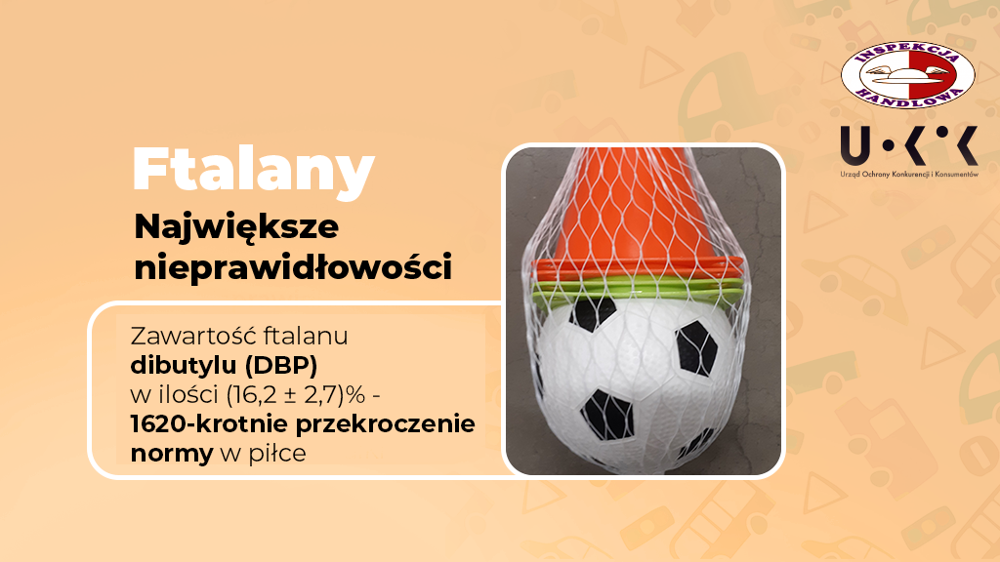 INSPEKCJA
HANDLOWA
UOKiK
Urząd Ochrony Konkurencji i Konsumentów
Ftalany
Największe
nieprawidłowości
Zawartość ftalanu
dibutylu (DBP)
w ilości (16,2 ± 2,7)% -
1620-krotnie przekroczenie
normy w piłce